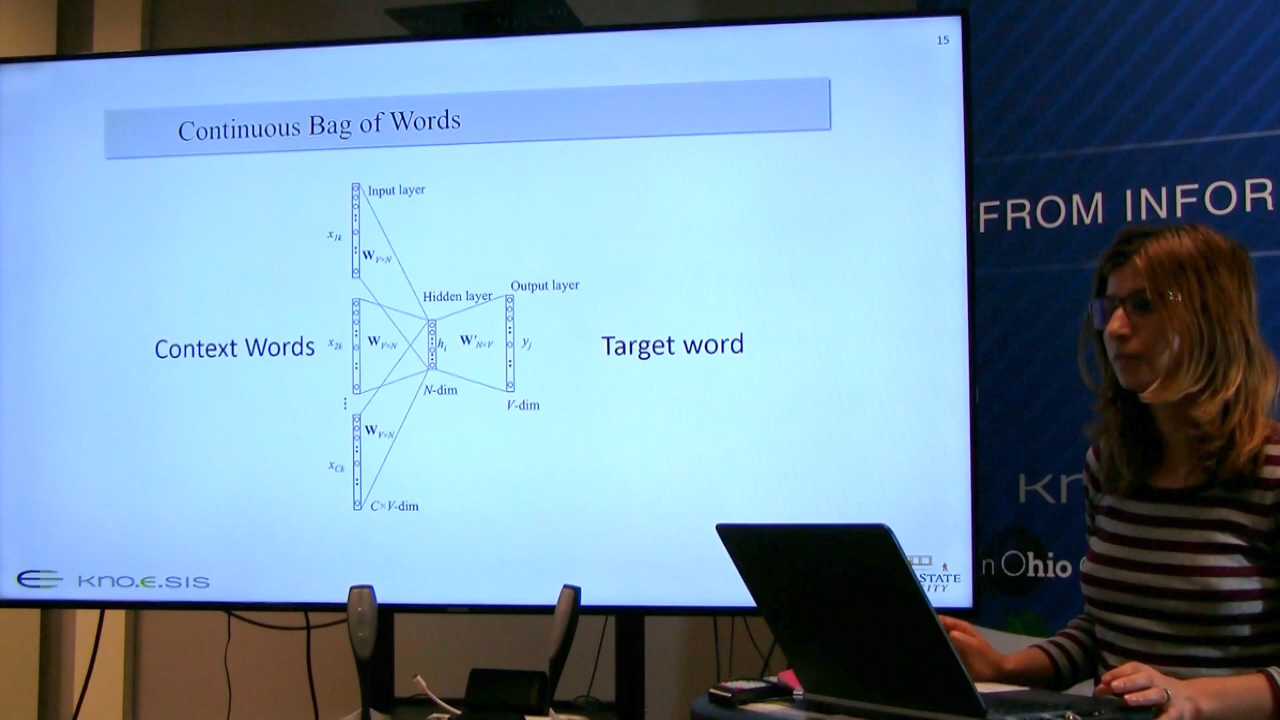 15
Continuous Bag of Words
Input layer
x1k
WV×N
Hidden layer
Output layer
Context Words
x2k
WV×N
hi
W'N×V
yj
Target word
N-dim
V-dim
⋮
WV×N
xCk
C×V-dim
KNO.E.SIS
STATE
FROM INFOR
kn
n Ohio